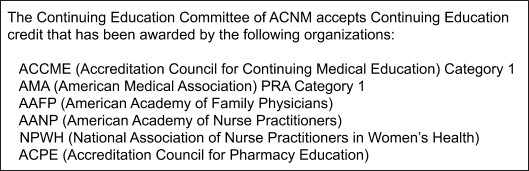 The Continuing Education Committee of ACNM accepts Continuing Education
credit that has been awarded by the following organizations:
ACCME (Accreditation Council for Continuing Medical Education) Category 1
AMA (American Medical Association) PRA Category 1
AAFP (American Academy of Family Physicians)
AANP (American Academy of Nurse Practitioners)
NPWH (National Association of Nurse Practitioners in Women's Health)
ACPE (Accreditation Council for Pharmacy Education)